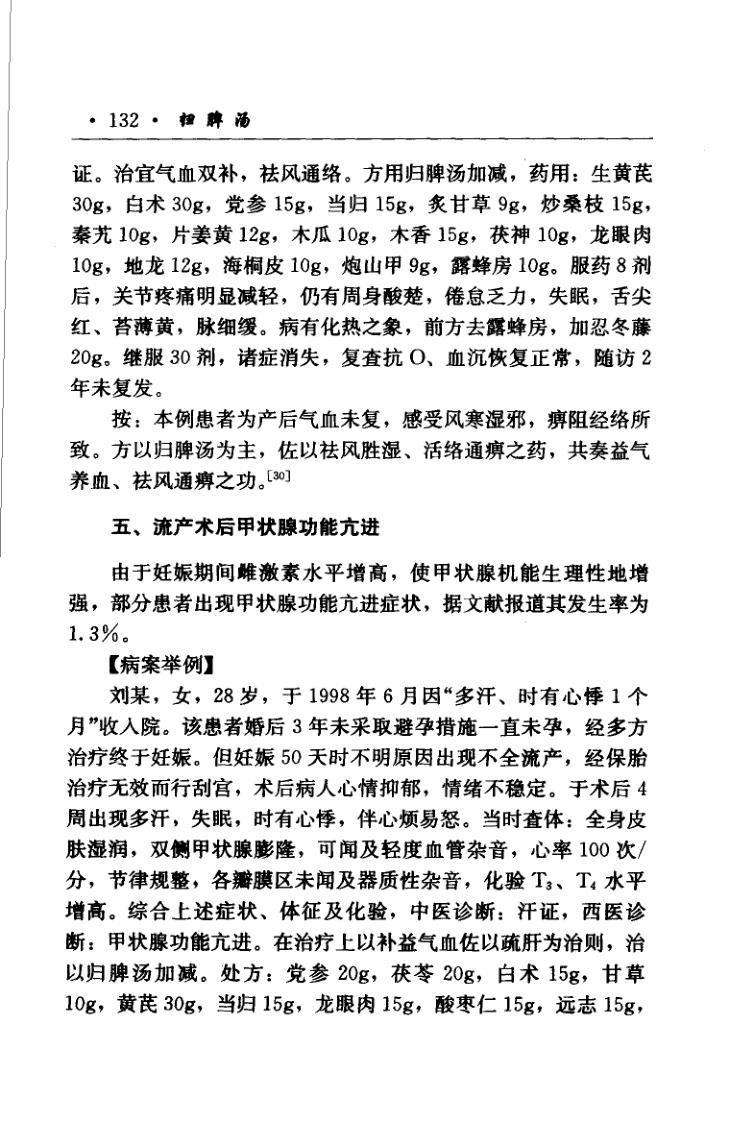 · 132 · 归脾汤
证。治宜气血双补，祛风通络。方用归脾汤加减，药用：生黄芪
30g，白术 30g，党参 15g，当归 15g，炙甘草 9g，炒桑枝 15g，
秦艽 10g，片姜黄 12g，木瓜 10g，木香 15g，茯神 10g，龙眼肉
10g，地龙 12g，海桐皮 10g，炮山甲 9g，露蜂房 10g。服药 8 剂
后，关节疼痛明显减轻，仍有周身酸楚，倦怠乏力，失眠，舌尖
红、苔薄黄，脉细缓。病有化热之象，前方去露蜂房，加忍冬藤
20g。继服 30 剂，诸症消失，复查抗 O、血沉恢复正常，随访 2
年未复发。
按：本例患者为产后气血未复，感受风寒湿邪，痹阻经络所
致。方以归脾汤为主，佐以祛风胜湿、活络通痹之药，共奏益气
养血、祛风通痹之功。[30]
五、流产术后甲状腺功能亢进
由于妊娠期间雌激素水平增高，使甲状腺机能生理性地增
强，部分患者出现甲状腺功能亢进症状，据文献报道其发生率为
1.3%。
【病案举例】
刘某，女，28 岁，于 1998 年 6 月因“多汗、时有心悸 1 个
月”收入院。该患者婚后 3 年未采取避孕措施一直未孕，经多方
治疗终于妊娠。但妊娠 50 天时不明原因出现不全流产，经保胎
治疗无效而行刮宫，术后病人心情抑郁，情绪不稳定。于术后 4
周出现多汗，失眠，时有心悸，伴心烦易怒。当时查体：全身皮
肤湿润，双侧甲状腺膨隆，可闻及轻度血管杂音，心率 100 次/
分，节律规整，各瓣膜区未闻及器质性杂音，化验 T₃、T₄ 水平
增高。综合上述症状、体征及化验，中医诊断：汗证，西医诊
断：甲状腺功能亢进。在治疗上以补益气血佐以疏肝为治则，治
以归脾汤加减。处方：党参 20g，茯苓 20g，白术 15g，甘草
10g，黄芪 30g，当归 15g，龙眼肉 15g，酸枣仁 15g，远志 15g，